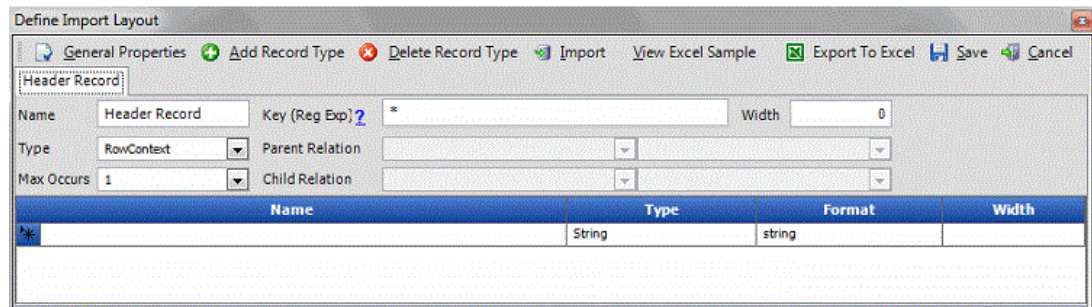 Define Import Layout
General Properties Add Record Type Delete Record Type Import View Excel Sample Export To Excel Save Cancel
Header Record
Name Header Record Key (Reg Exp) ? * Width 0
Type RowContext Parent Relation
Max Occurs 1 Child Relation
Name Type Format Width
* String string